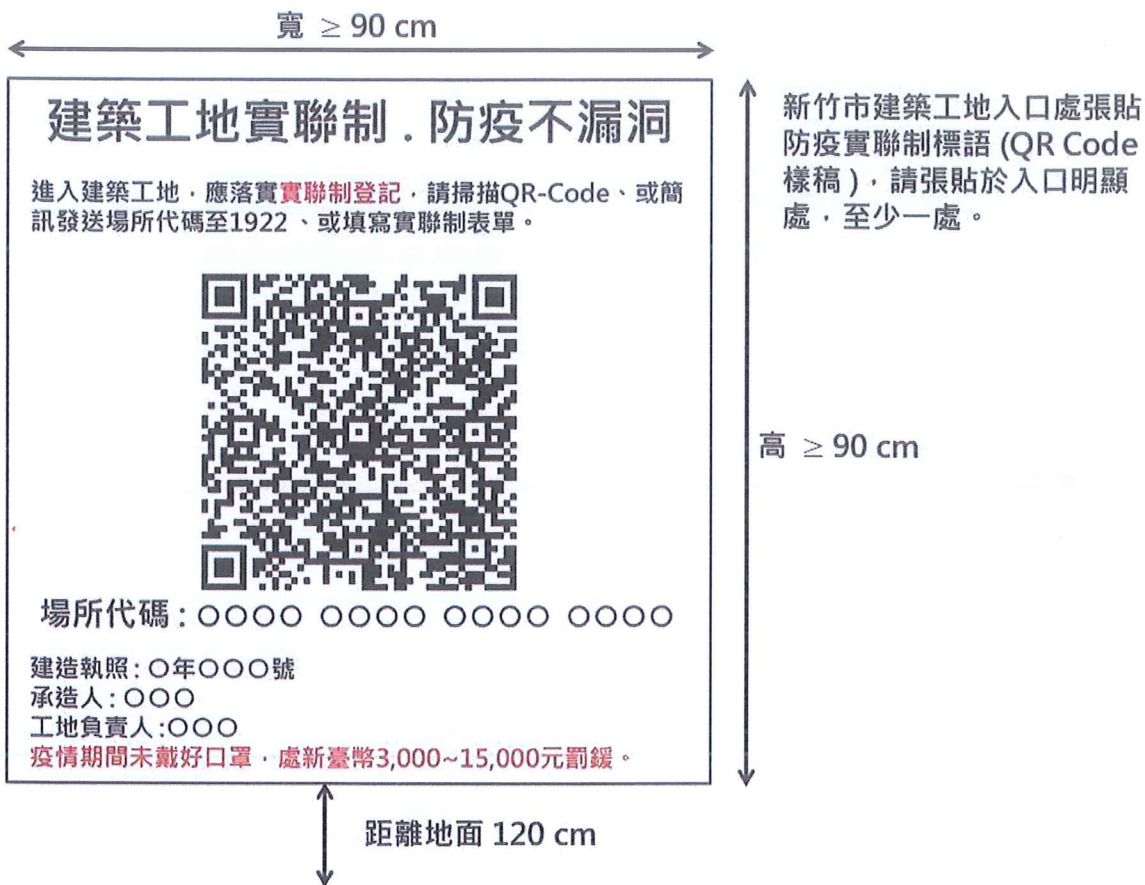 寬 ≥ 90 cm
建築工地實聯制．防疫不漏洞
進入建築工地，應落實實聯制登記，請掃描QR-Code、或簡
訊發送場所代碼至1922、或填寫實聯制表單。
場所代碼：○○○○ ○○○○ ○○○○ ○○○○
建造執照：○年○○○號
承造人：○○○
工地負責人:○○○
疫情期間未戴好口罩，處新臺幣3,000~15,000元罰鍰。
新竹市建築工地入口處張貼
防疫實聯制標語 (QR Code
樣稿 )，請張貼於入口明顯
處，至少一處。
高 ≥ 90 cm
距離地面 120 cm